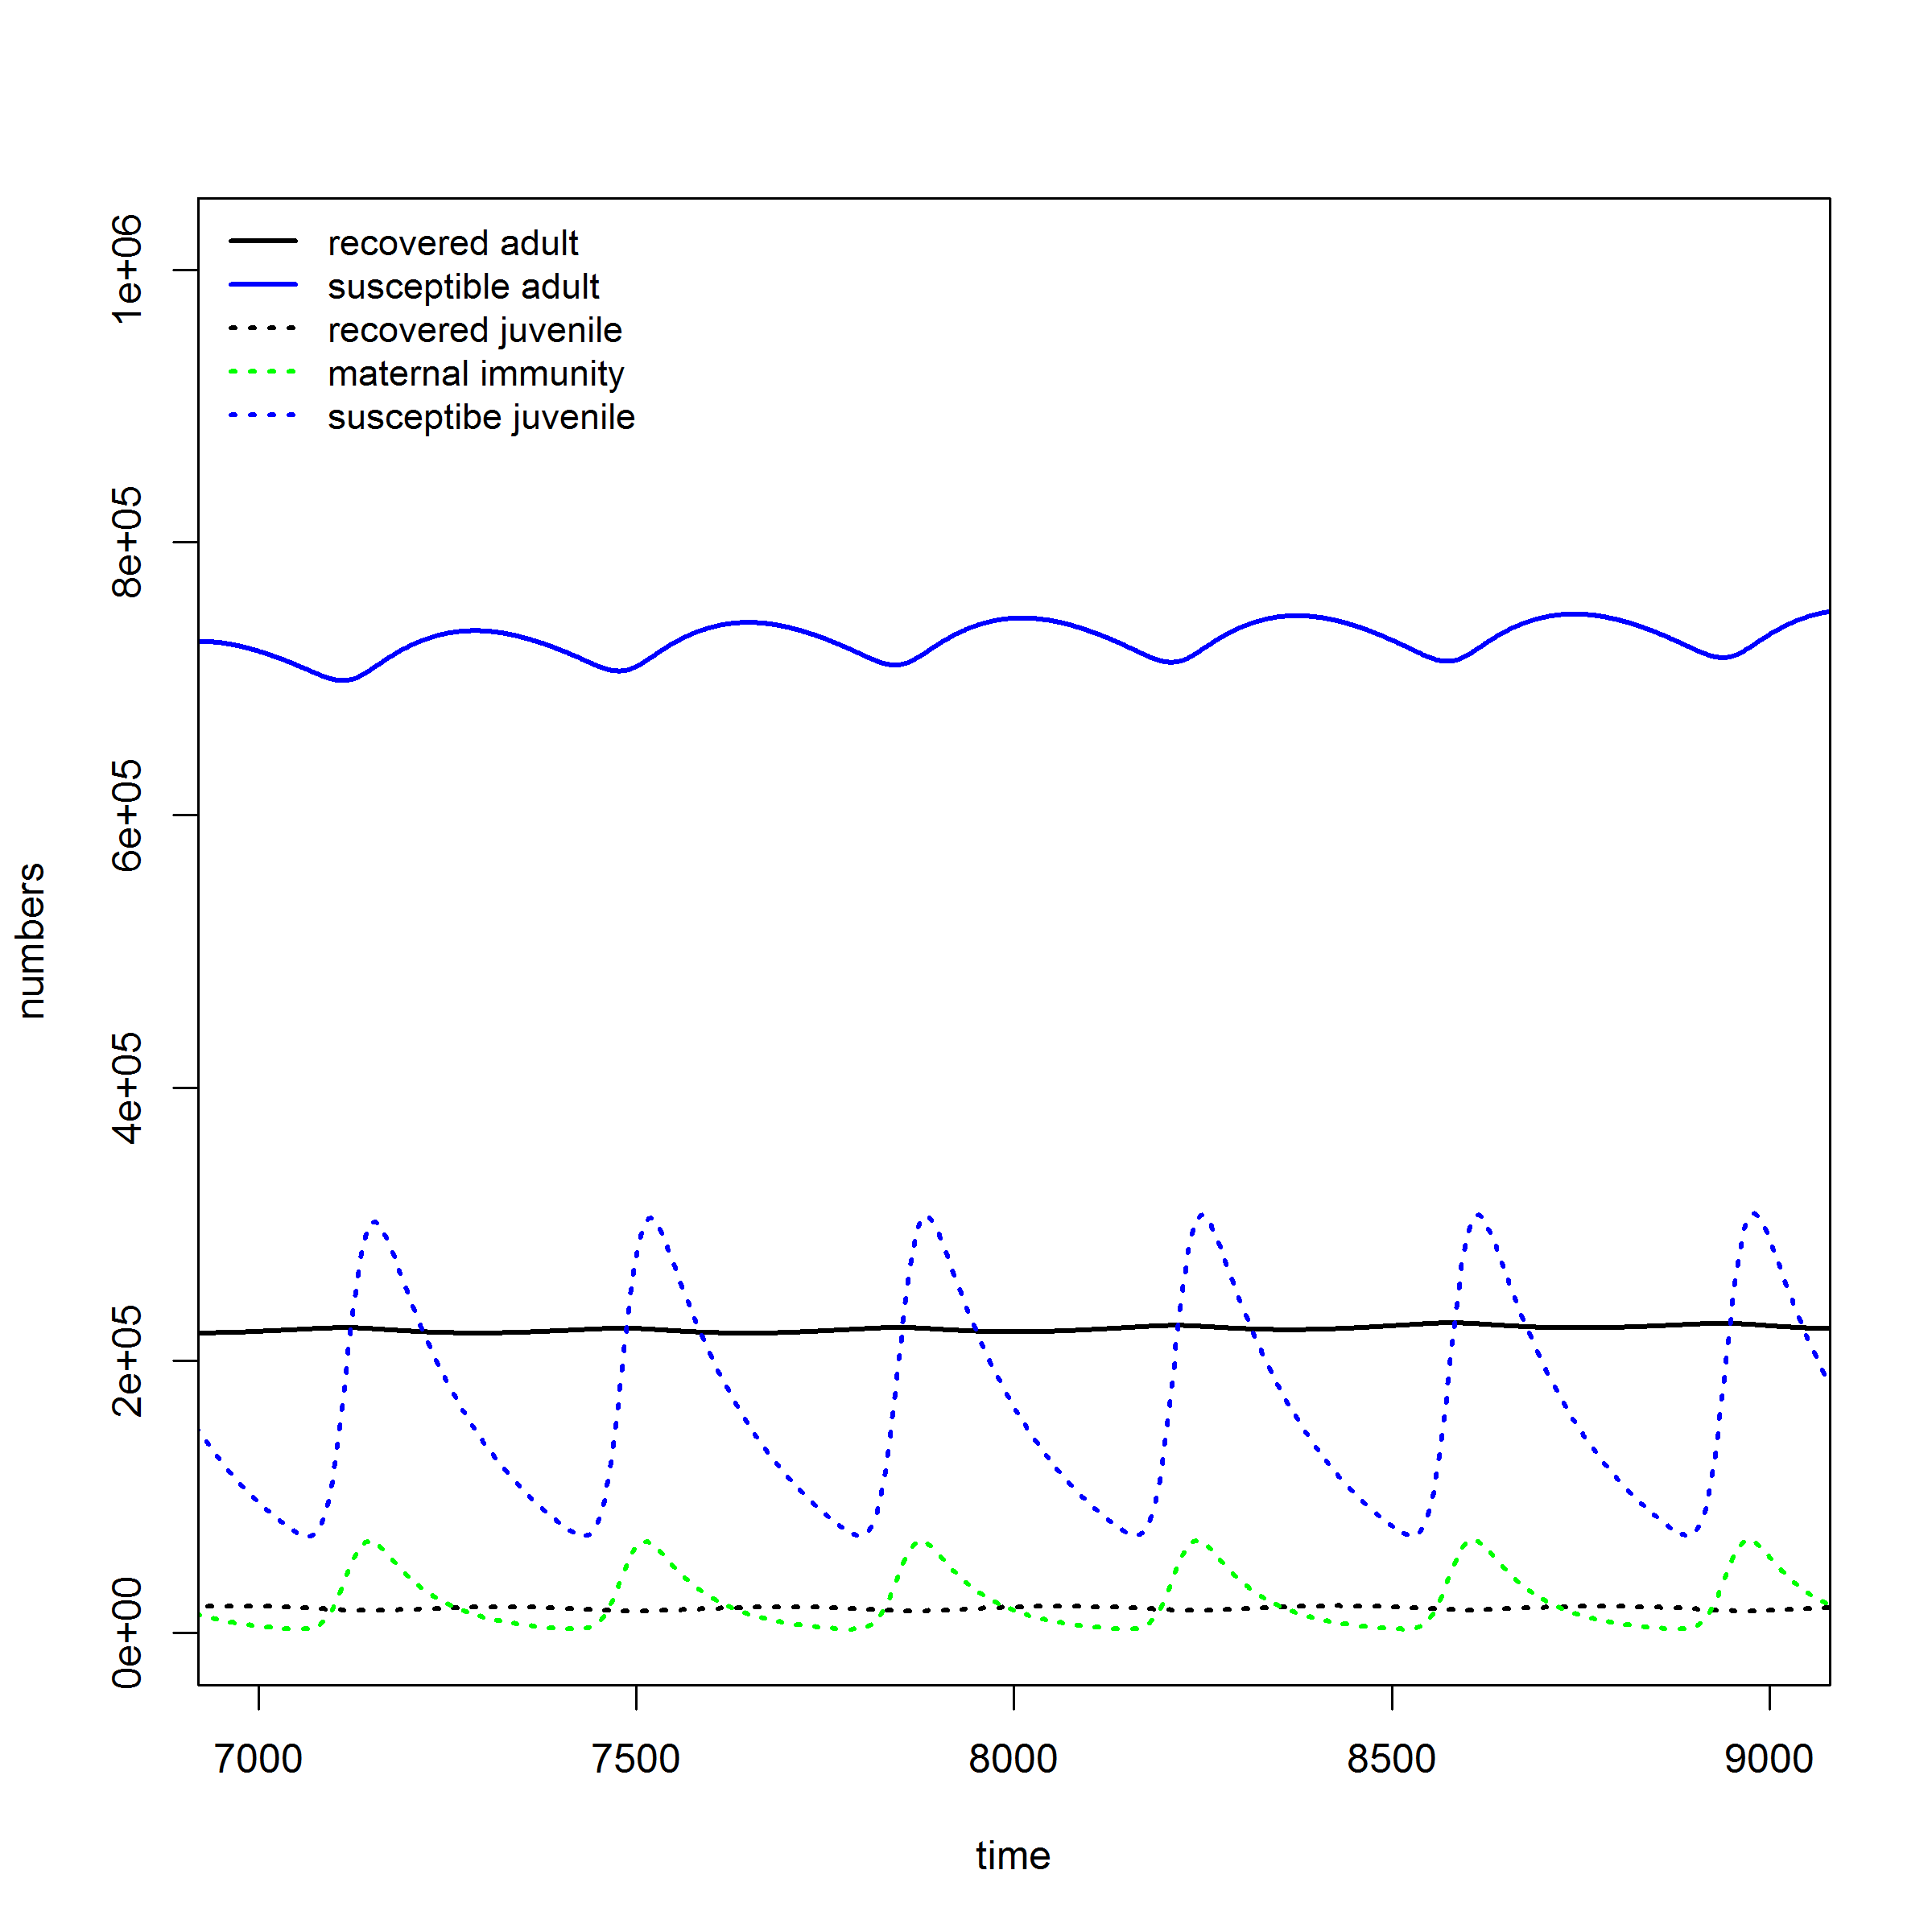 recovered adult
susceptible adult
recovered juvenile
maternal immunity
susceptibe juvenile
1e+06
8e+05
6e+05
4e+05
2e+05
0e+00
numbers
7000 7500 8000 8500 9000
time